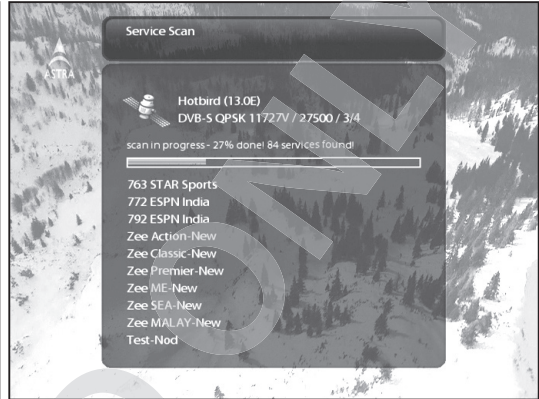 Service Scan
ASTRA
Hotbird (13.0E)
DVB-S QPSK 11727V / 27500 / 3/4
scan in progress - 27% done! 84 services found!
763 STAR Sports
772 ESPN India
792 ESPN India
Zee Action-New
Zee Classic-New
Zee Premier-New
Zee ME-New
Zee SEA-New
Zee MALAY-New
Test-Nod